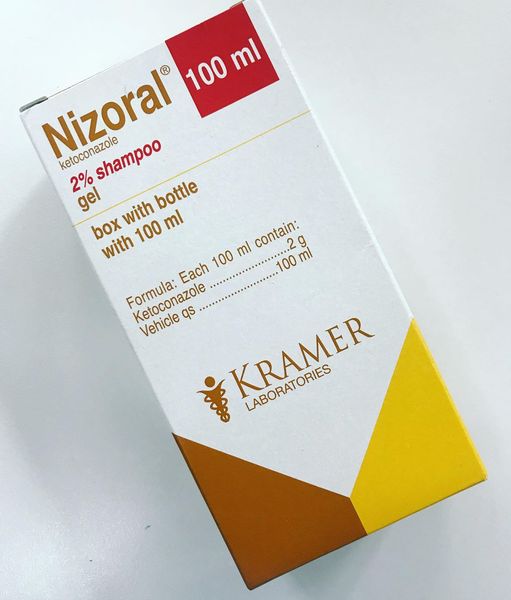 100 ml
Nizoral®
ketoconazole
2% shampoo
gel
box with bottle
with 100 ml
Formula: Each 100 ml contain:
Ketoconazole ......................2 g
Vehicle qs ......................100 ml
KRAMER
LABORATORIES